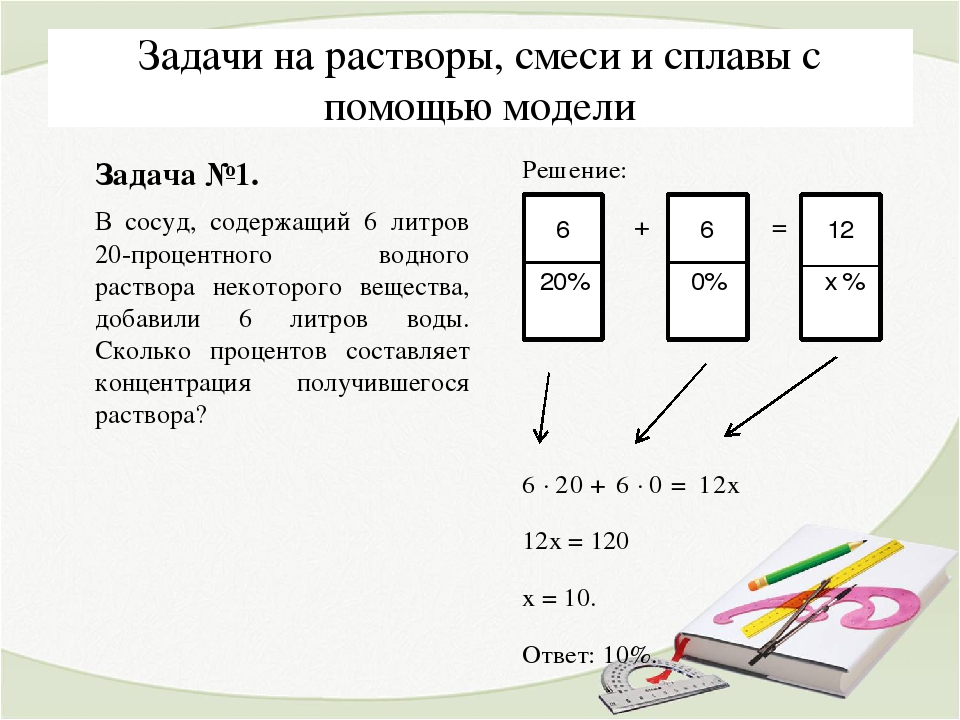 Задачи на растворы, смеси и сплавы с
помощью модели
Задача №1.
В сосуд, содержащий 6 литров
20-процентного водного
раствора некоторого вещества,
добавили 6 литров воды.
Сколько процентов составляет
концентрация получившегося
раствора?
Решение:
6 + 6 = 12
20% 0% x %
6 · 20 + 6 · 0 = 12x
12x = 120
x = 10.
Ответ: 10%.